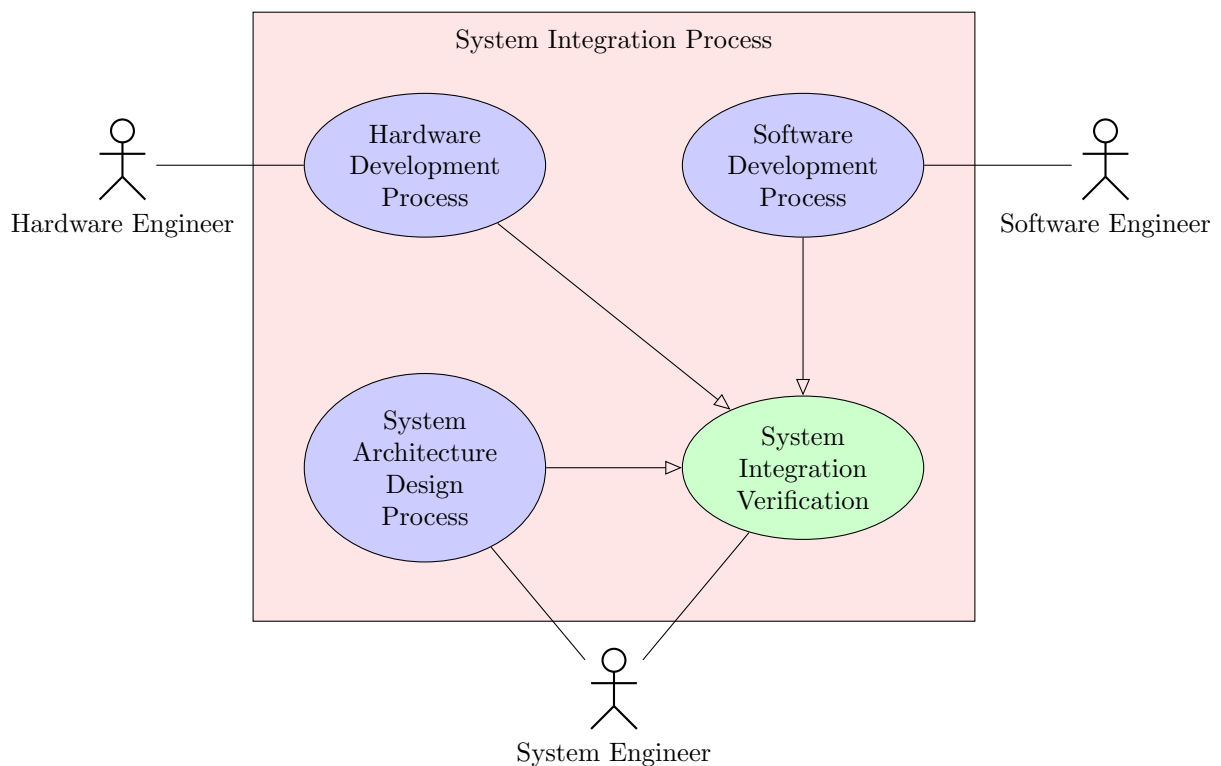 System Integration Process
Hardware
Development
Process
Software
Development
Process
Hardware Engineer
Software Engineer
System
Architecture
Design
Process
System
Integration
Verification
System Engineer